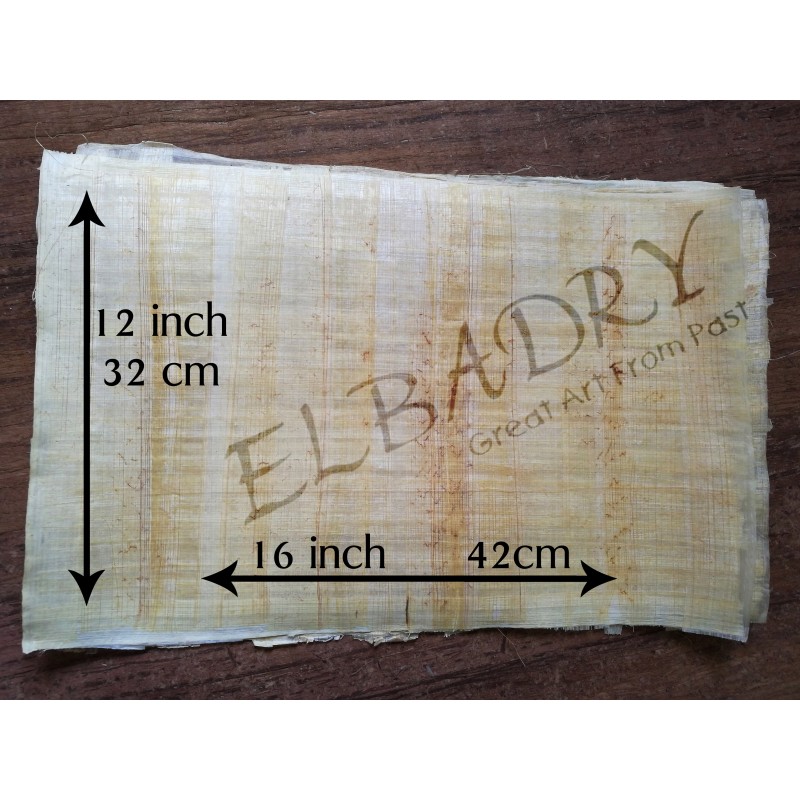 12 inch
32 cm
ELBADRY
Great Art From Past
16 inch 42cm